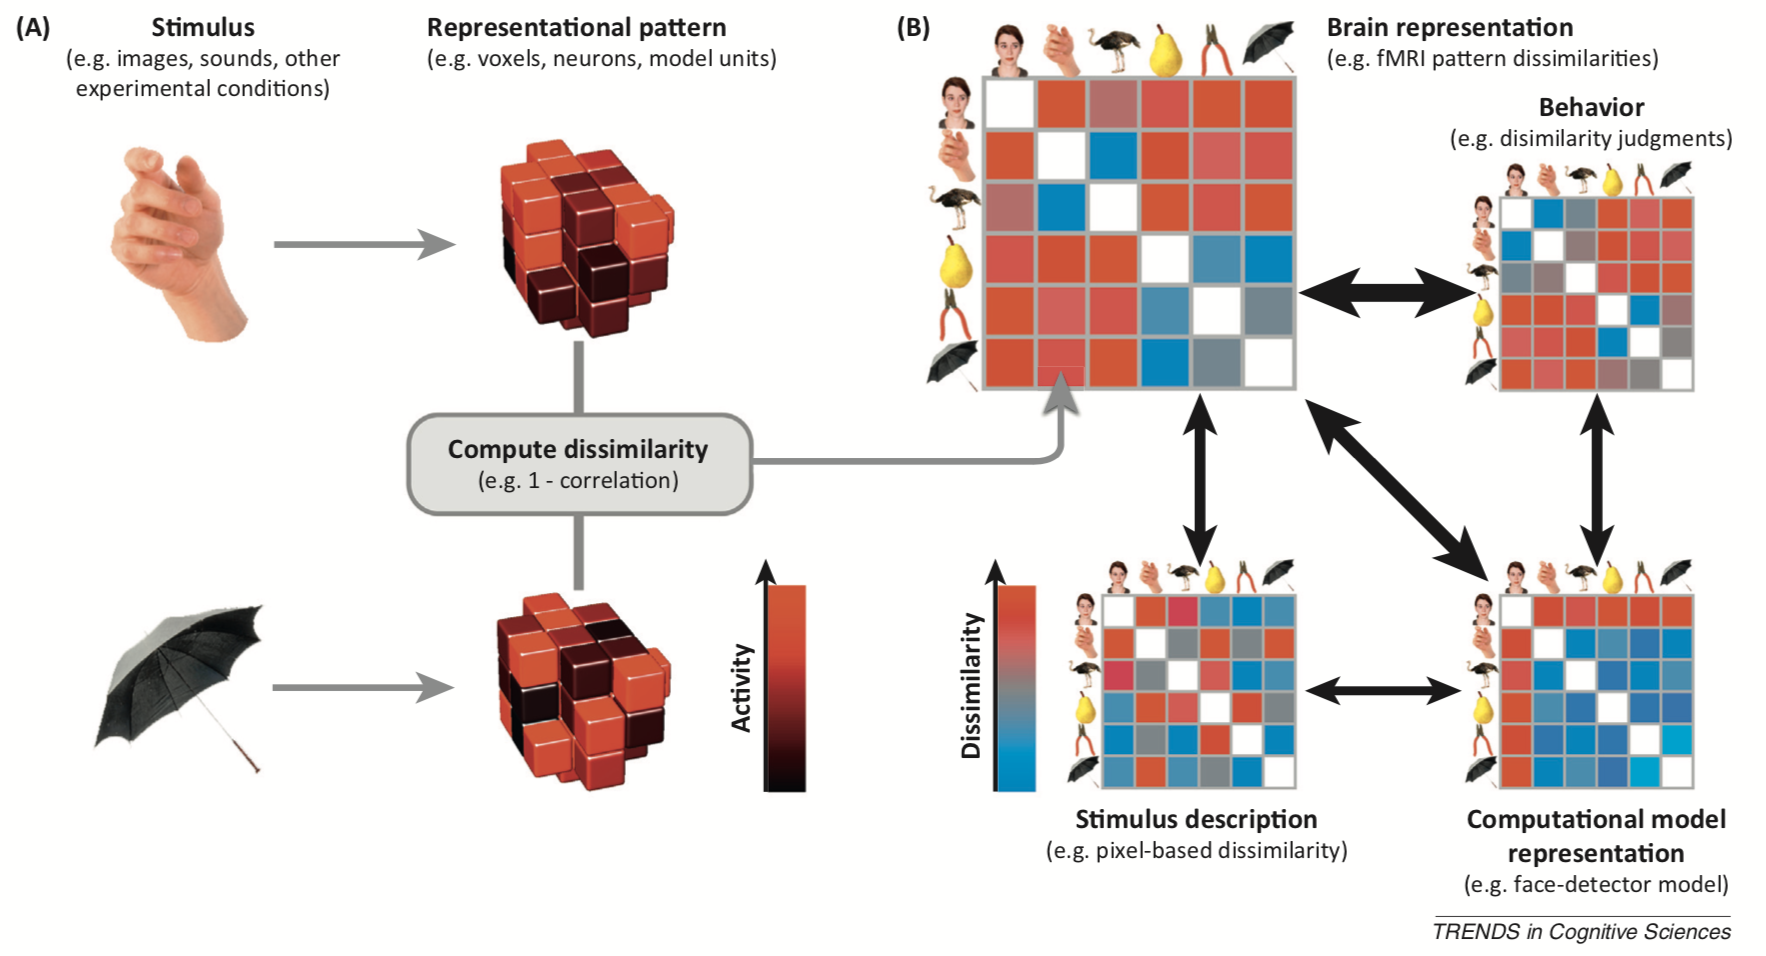 (A)
Stimulus
(e.g. images, sounds, other
experimental conditions)
Representational pattern
(e.g. voxels, neurons, model units)
Compute dissimilarity
(e.g. 1 - correlation)
Activity
(B)
Brain representation
(e.g. fMRI pattern dissimilarities)
Behavior
(e.g. disimilarity judgments)
Dissimilarity
Stimulus description
(e.g. pixel-based dissimilarity)
Computational model
representation
(e.g. face-detector model)
TRENDS in Cognitive Sciences